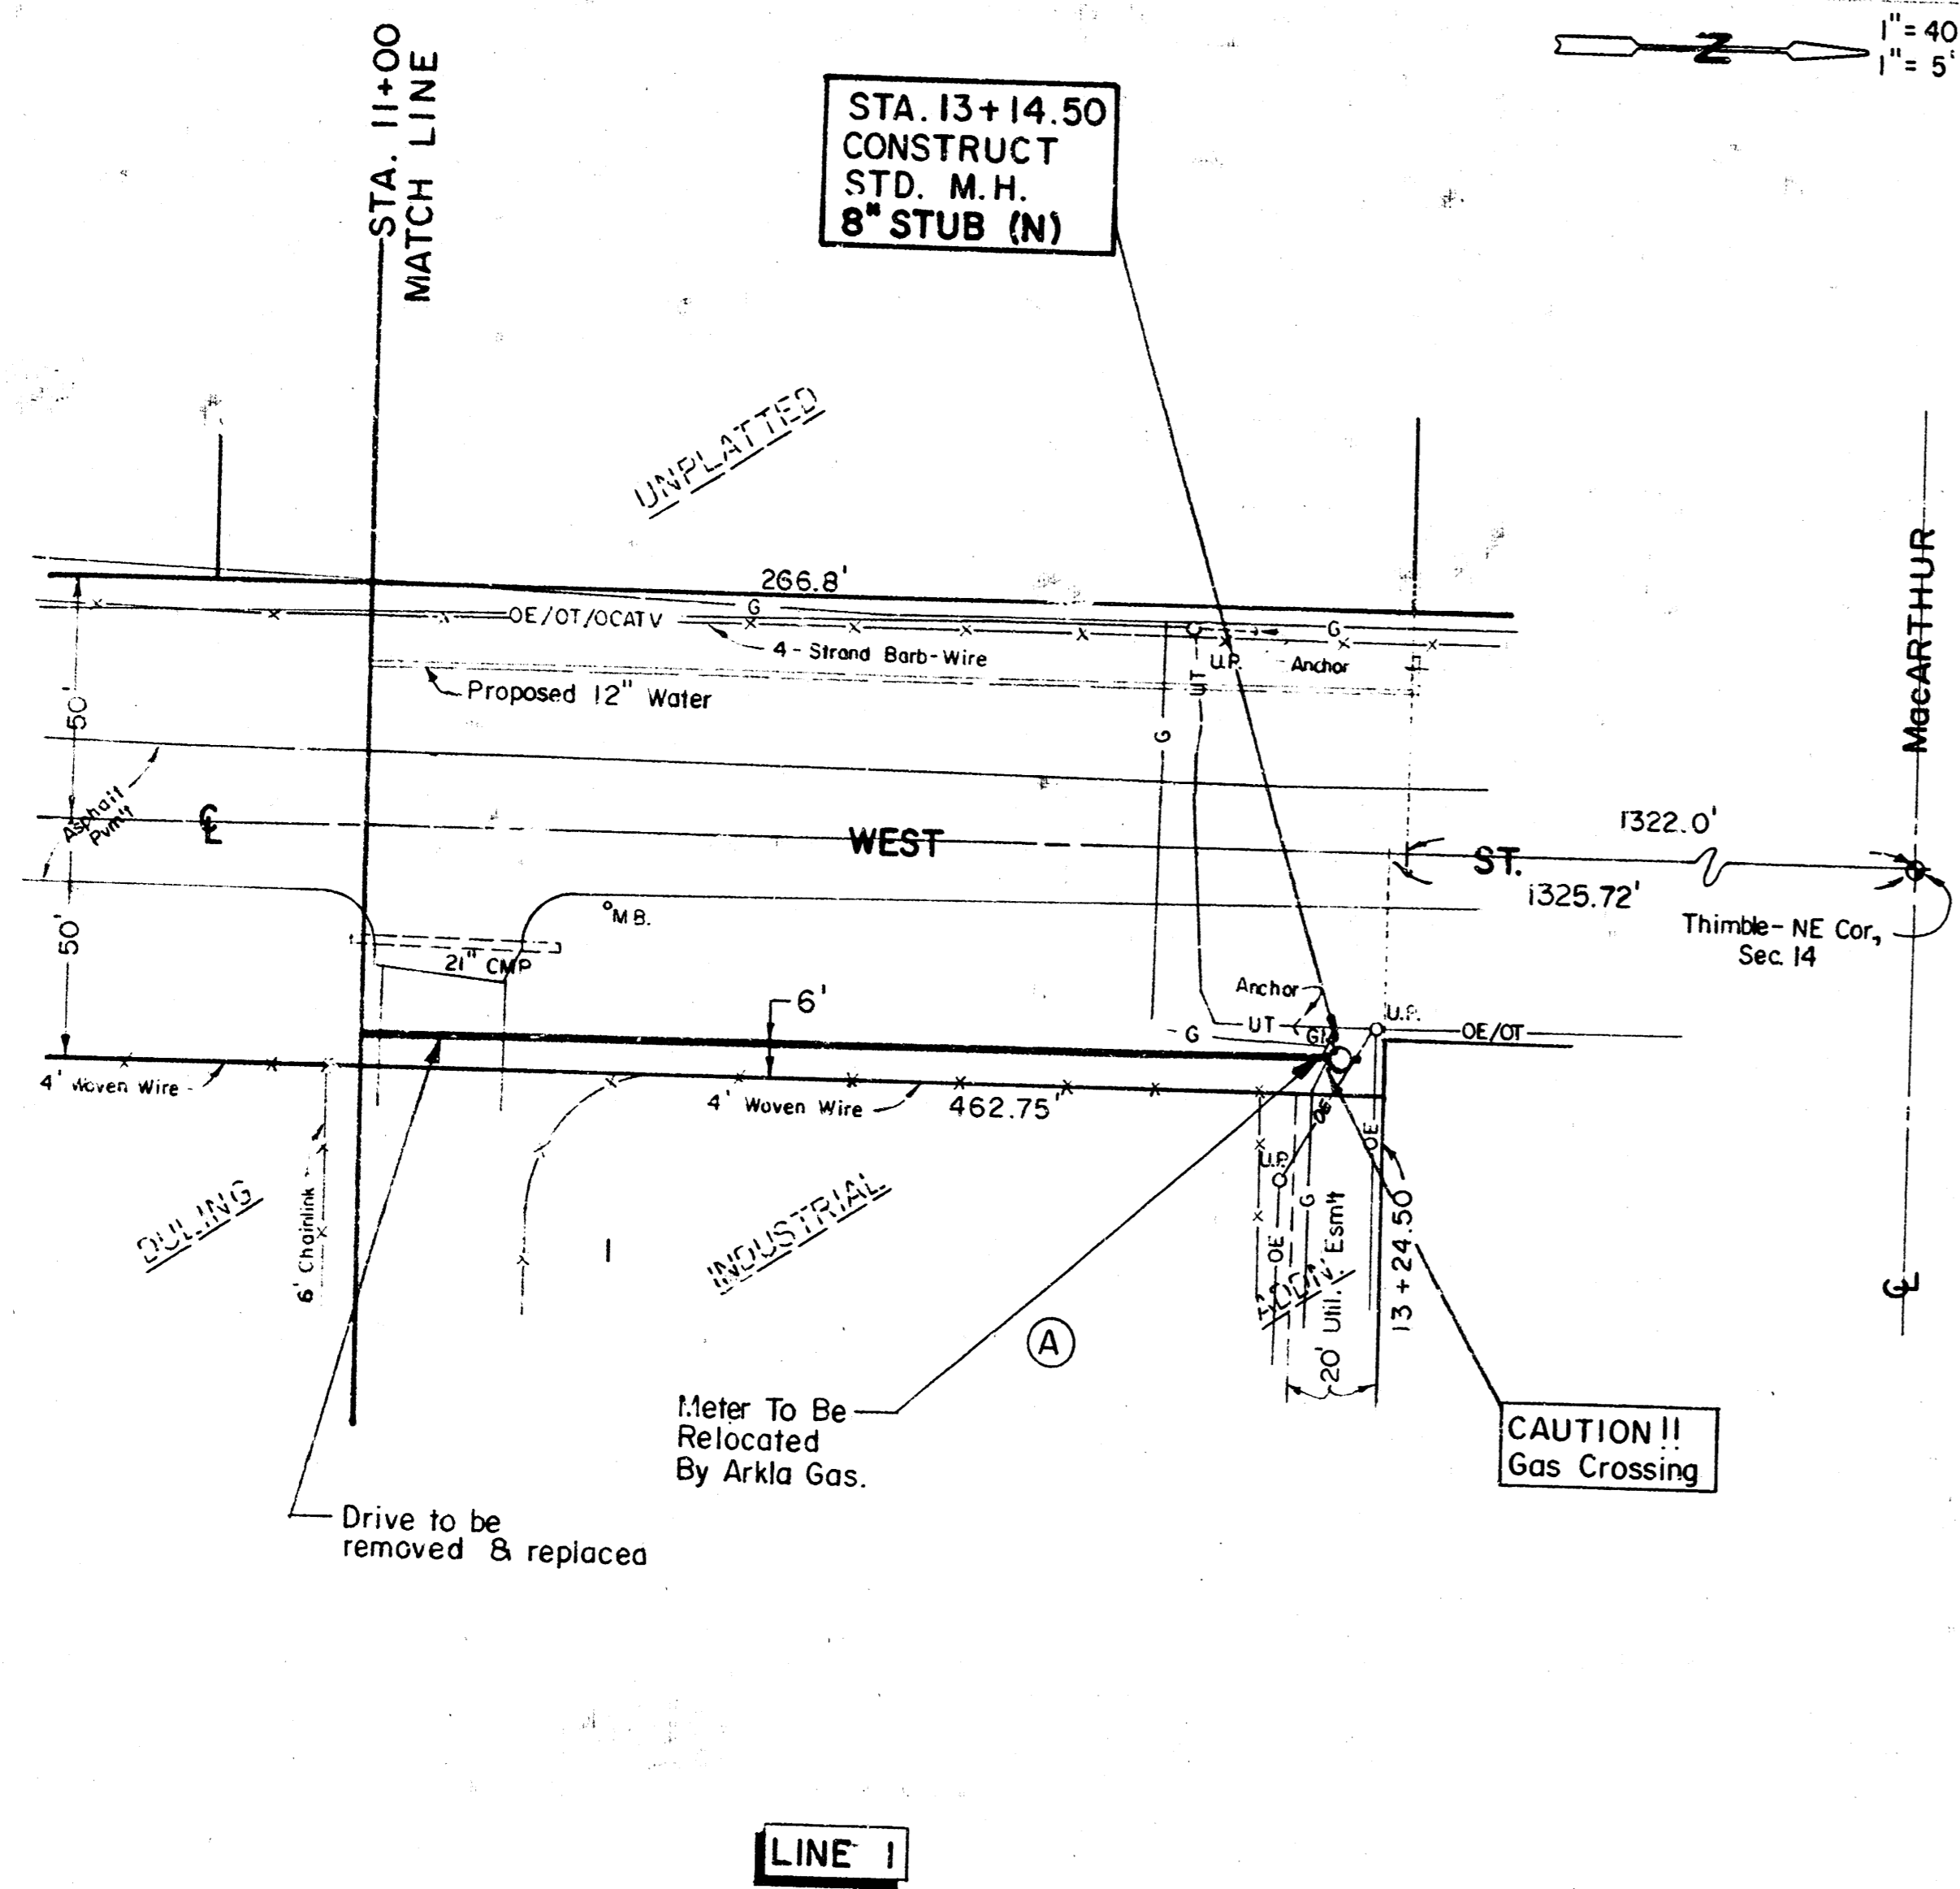 1" = 40
1" = 5'
N
STA. 11+00
MATCH LINE
STA. 13+14.50
CONSTRUCT
STD. M.H.
8" STUB (N)
UNPLATTED
266.8'
OE/OT/OCATV
G
G
4-Strand Barb-Wire
U.P.
Anchor
UT
Proposed 12" Water
50'
G
MacARTHUR
Asphalt
Pvm't
℄
WEST
ST.
1322.0'
1325.72'
Thimble-NE Cor.,
Sec. 14
M.B.
50'
21" CMP
6'
Anchor
U.P.
G
UT
G
OE/OT
4' Woven Wire
4' Woven Wire
462.75'
OE
OE
U.P.
G
OE
6' Chainlink
DULING
INDUSTRIAL
ADDN.
1
20' Util. Esm't
13+24.50
℄
A
Meter To Be
Relocated
By Arkla Gas.
CAUTION!!
Gas Crossing
Drive to be
removed & replaced
LINE 1